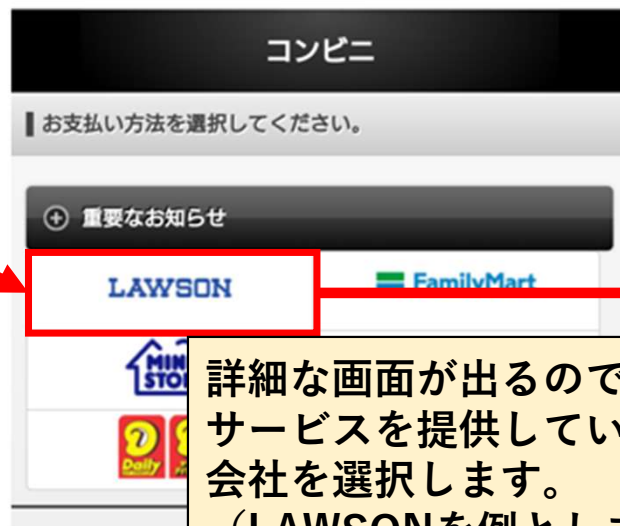 コンビニ
お支払い方法を選択してください。
重要なお知らせ
LAWSON
FamilyMart
MIN
STO
Daily
詳細な画面が出るので
サービスを提供してい
会社を選択します。
（LAWSONを例とし